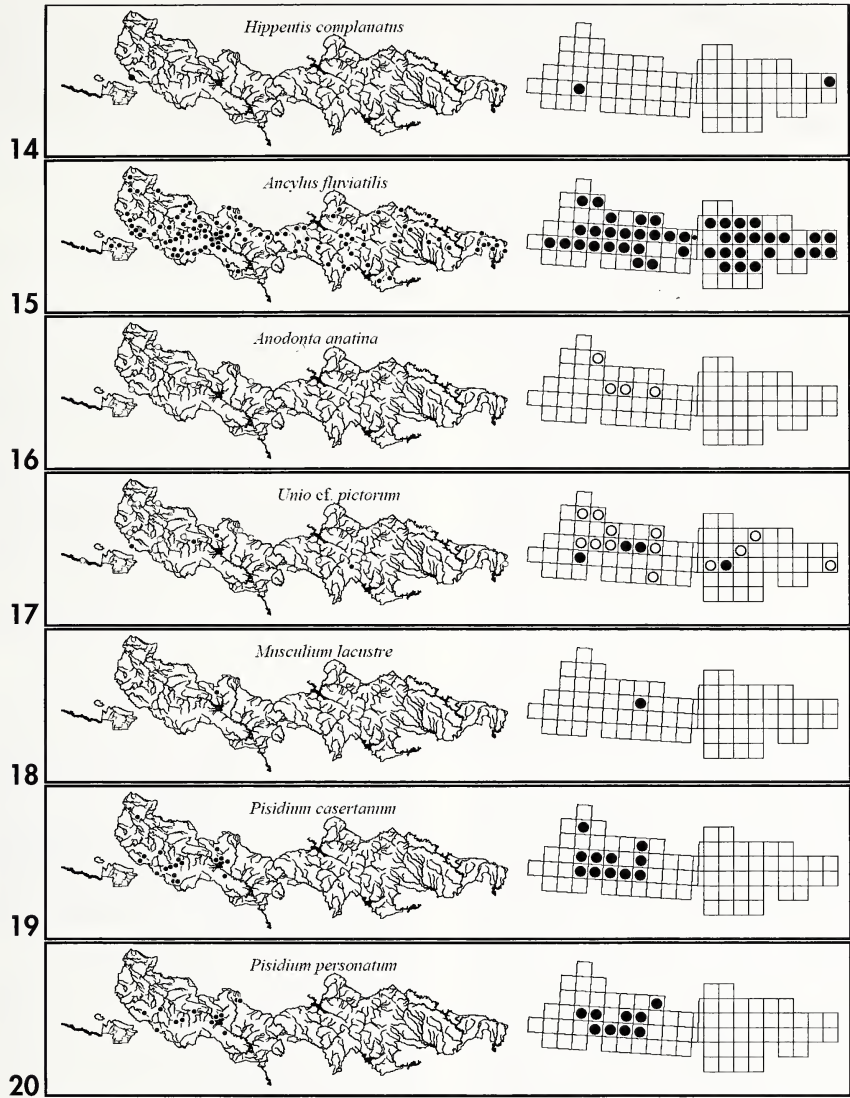 Hippeutis complanatus
14
Ancylus fluviatilis
15
Anodonta anatina
16
Unio cf. pictorum
17
Musculium lacustre
18
Pisidium casertanum
19
Pisidium personatum
20